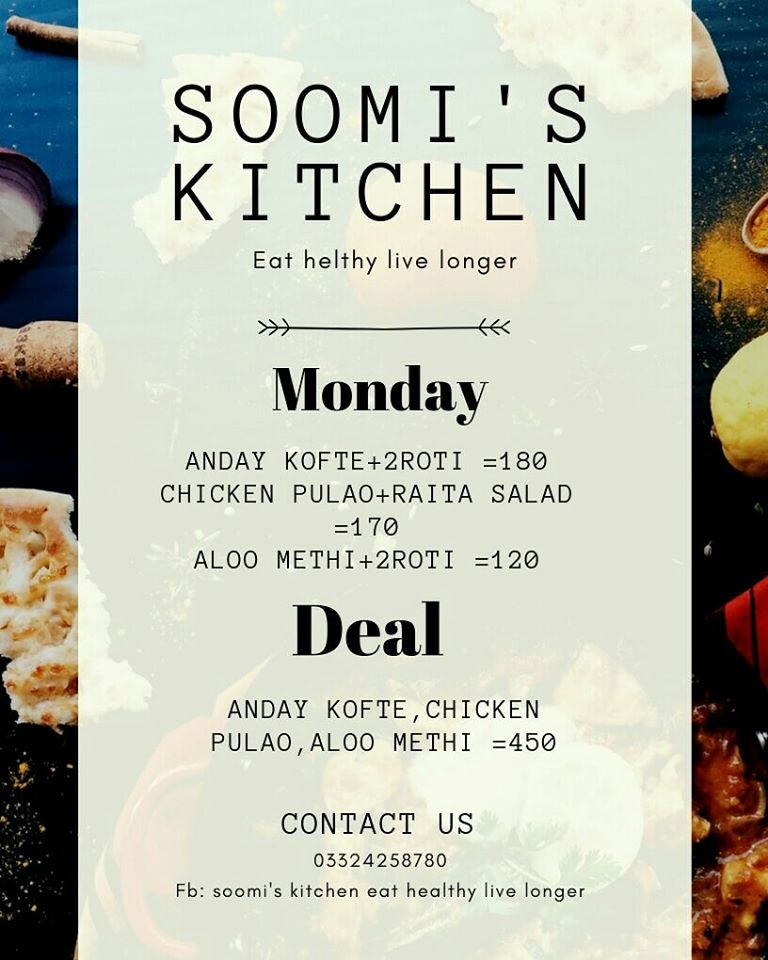 SOOMI'S
KITCHEN
Eat helthy live longer
Monday
ANDAY KOFTE+2ROTI =180
CHICKEN PULAO+RAITA SALAD
=170
ALOO METHI+2ROTI =120
Deal
ANDAY KOFTE,CHICKEN
PULAO,ALOO METHI =450
CONTACT US
03324258780
Fb: soomi's kitchen eat healthy live longer